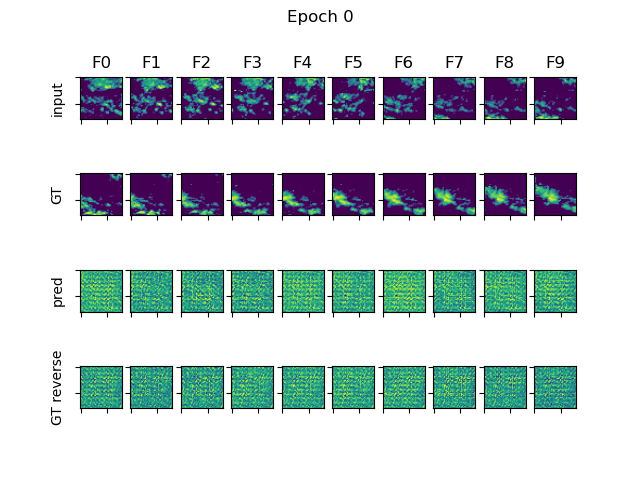 Epoch 0
F0 F1 F2 F3 F4 F5 F6 F7 F8 F9
input
GT
pred
GT reverse